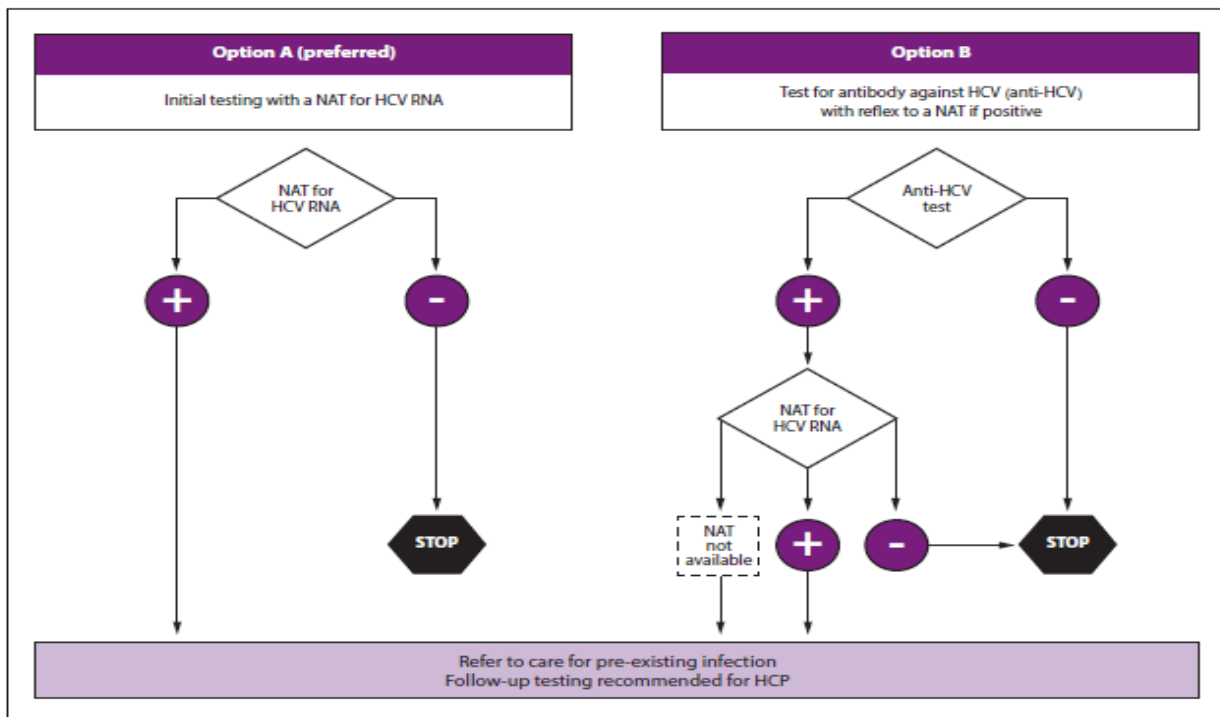 Option A (preferred)
Initial testing with a NAT for HCV RNA
NAT for
HCV RNA
+
-
STOP
Option B
Test for antibody against HCV (anti-HCV)
with reflex to a NAT if positive
Anti-HCV
test
+
-
NAT for
HCV RNA
NAT
not
available
+
-
STOP
Refer to care for pre-existing infection
Follow-up testing recommended for HCP